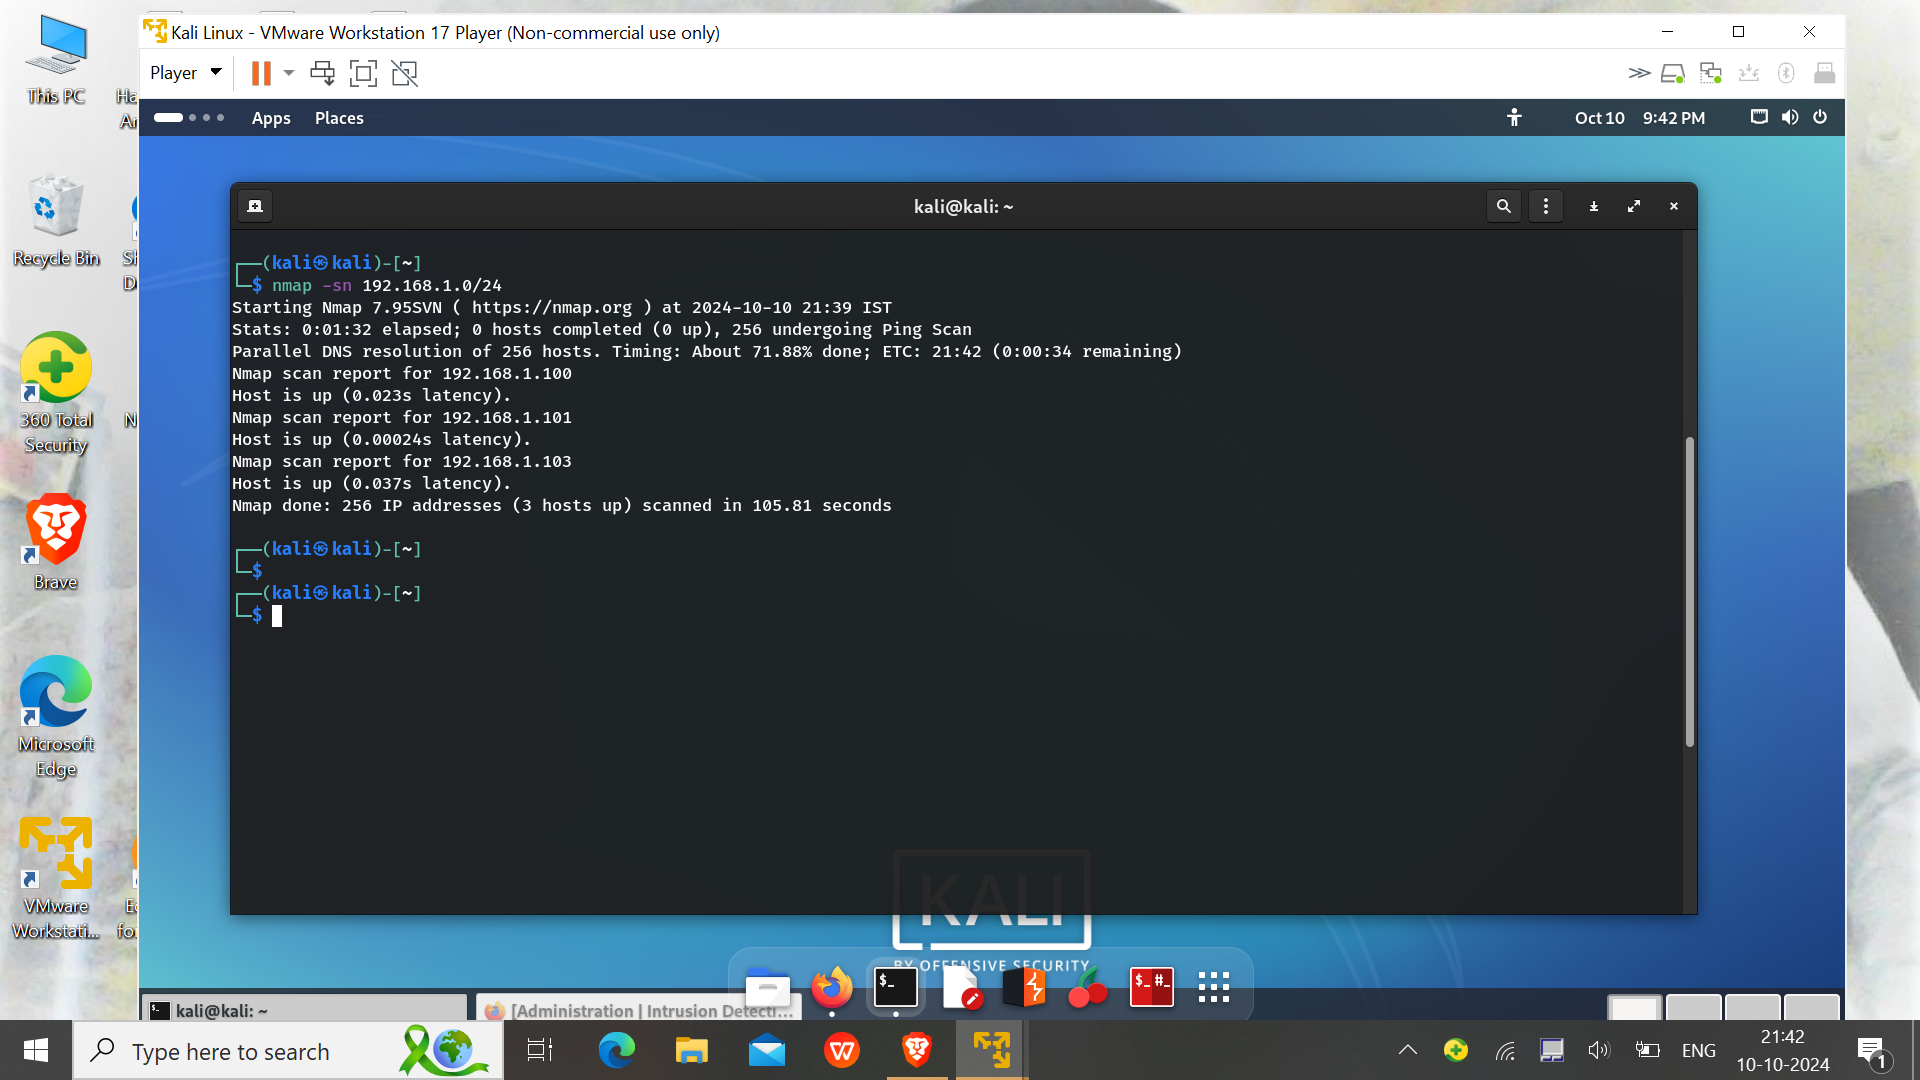 Kali Linux - VMware Workstation 17 Player (Non-commercial use only)
Player
Apps Places
Oct 10 9:42 PM
kali@kali: ~
┌──(kali㉿kali)-[~]
└─$ nmap -sn 192.168.1.0/24
Starting Nmap 7.95SVN ( https://nmap.org ) at 2024-10-10 21:39 IST
Stats: 0:01:32 elapsed; 0 hosts completed (0 up), 256 undergoing Ping Scan
Parallel DNS resolution of 256 hosts. Timing: About 71.88% done; ETC: 21:42 (0:00:34 remaining)
Nmap scan report for 192.168.1.100
Host is up (0.023s latency).
Nmap scan report for 192.168.1.101
Host is up (0.00024s latency).
Nmap scan report for 192.168.1.103
Host is up (0.037s latency).
Nmap done: 256 IP addresses (3 hosts up) scanned in 105.81 seconds
┌──(kali㉿kali)-[~]
└─$
┌──(kali㉿kali)-[~]
└─$
KALI
BY OFFENSIVE SECURITY
$_
$_ #_
kali@kali: ~
[Administration | Intrusion Detecti...
This PC
Ha
Ar
Recycle Bin
Sh
D
360 Total
Security
N
Brave
Microsoft
Edge
VMware
Workstati...
Ec
for
Type here to search
W
ENG
21:42
10-10-2024
1